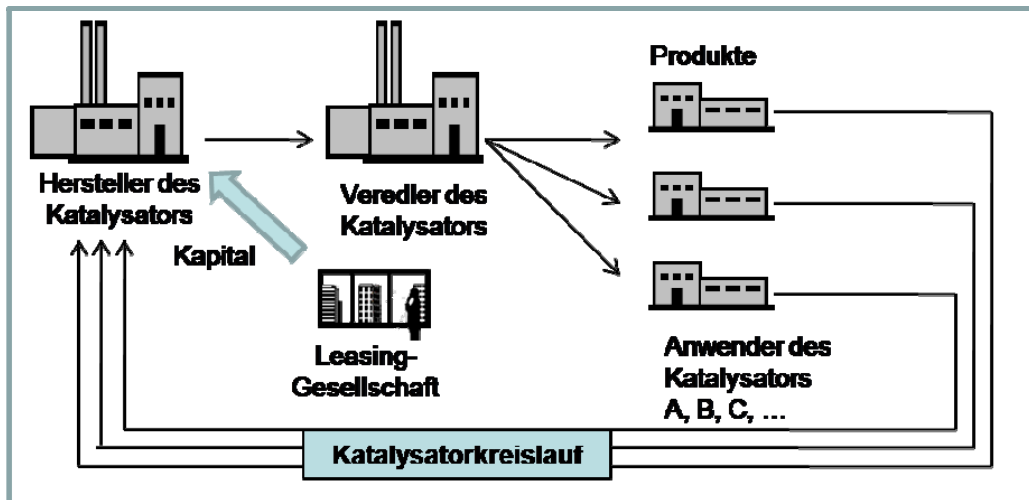 Produkte
Hersteller des
Katalysators
Veredler des
Katalysators
Kapital
Leasing-
Gesellschaft
Anwender des
Katalysators
A, B, C, ...
Katalysatorkreislauf